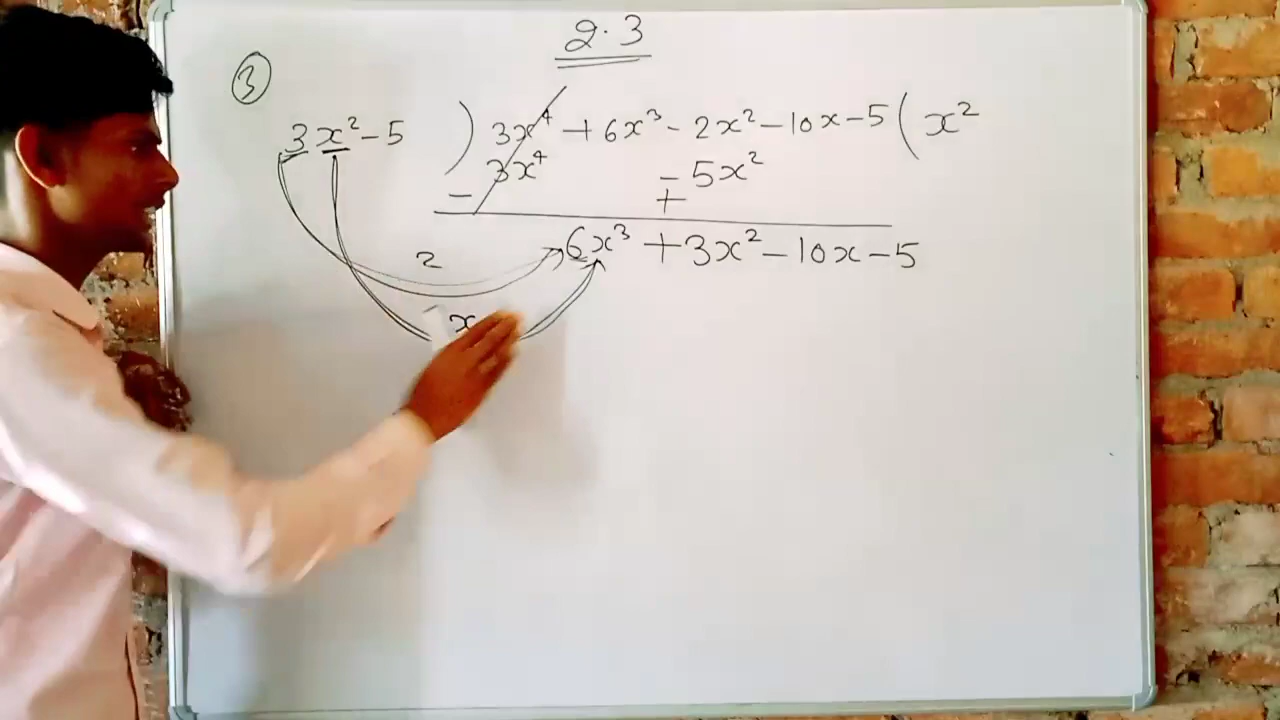 2.3
3
3x² - 5 ) 3x⁴ + 6x³ - 2x² - 10x - 5 ( x²
3x⁴ - 5x²
- +
6x³ + 3x² - 10x - 5
2
x